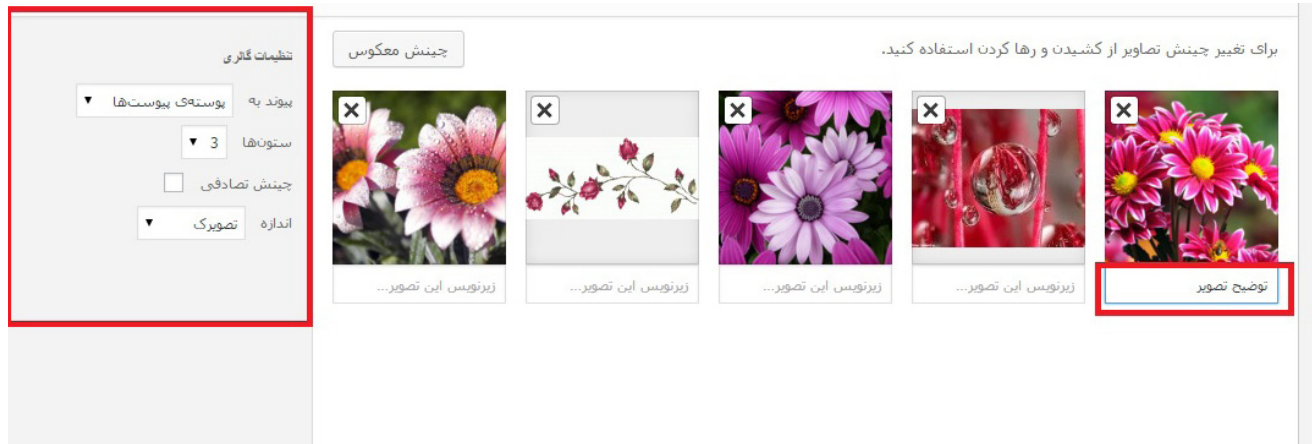 برای تغییر چینش تصاویر از کشیدن و رها کردن استفاده کنید.
چینش معکوس
توضیح تصویر
زیرنویس این تصویر...
زیرنویس این تصویر...
زیرنویس این تصویر...
زیرنویس این تصویر...
تنظیمات گالری
پیوند به پوسته‌ی پیوست‌ها
ستون‌ها 3
چینش تصادفی
اندازه تصویرک